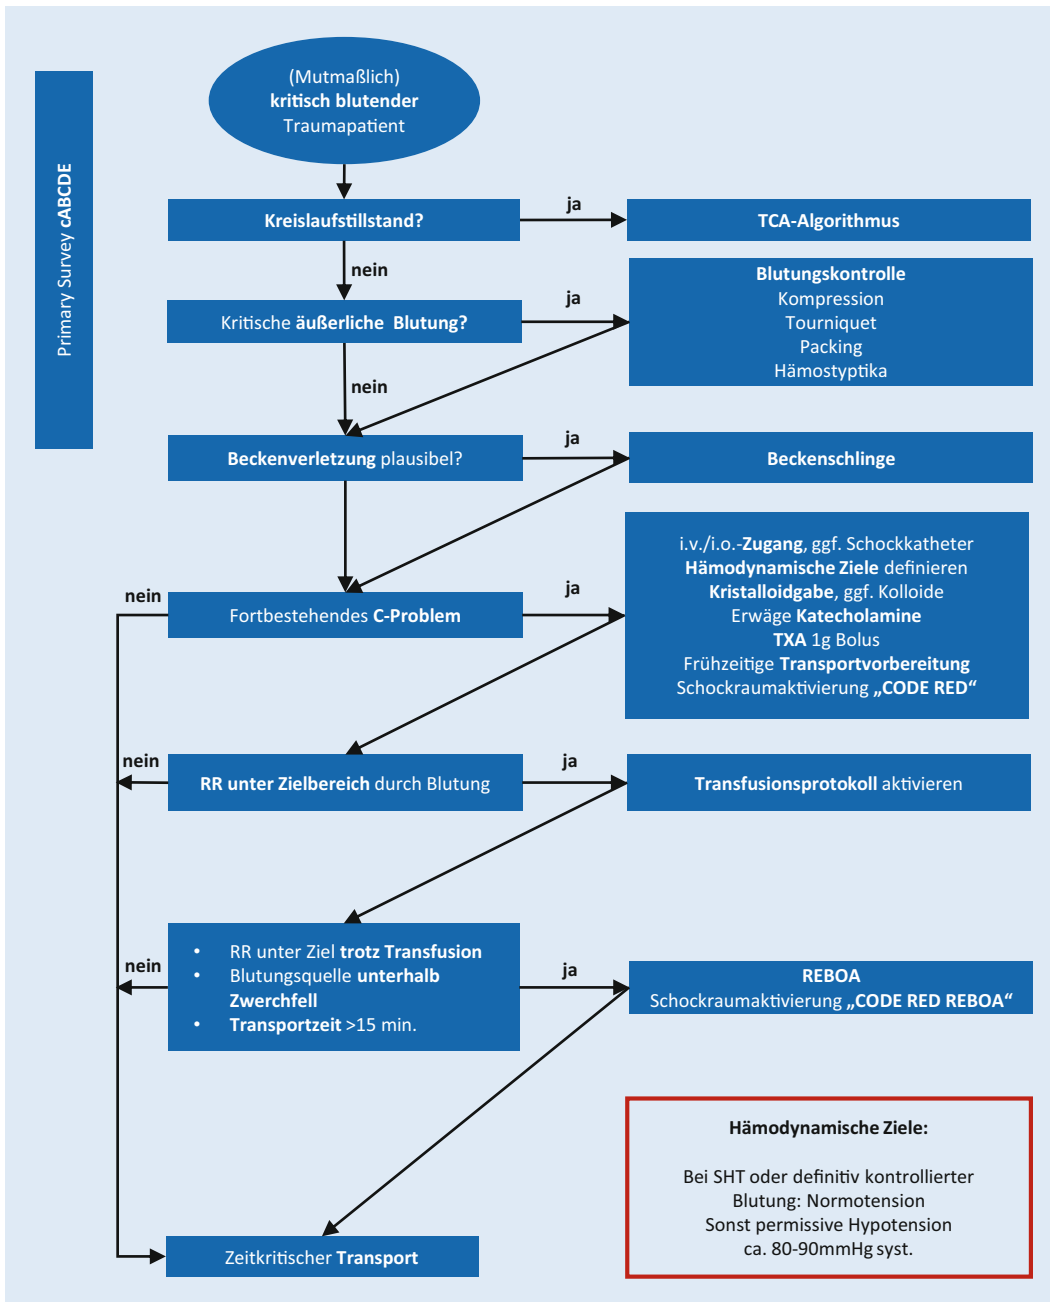 Primary Survey cABCDE
(Mutmaßlich)
kritisch blutender
Traumapatient
Kreislaufstillstand?
ja
TCA-Algorithmus
nein
Kritische äußerliche Blutung?
ja
Blutungskontrolle
Kompression
Tourniquet
Packing
Hämostyptika
nein
Beckenverletzung plausibel?
ja
Beckenschlinge
nein
Fortbestehendes C-Problem
ja
i.v./i.o.-Zugang, ggf. Schockkatheter
Hämodynamische Ziele definieren
Kristalloidgabe, ggf. Kolloide
Erwäge Katecholamine
TXA 1g Bolus
Frühzeitige Transportvorbereitung
Schockraumaktivierung „CODE RED“
nein
RR unter Zielbereich durch Blutung
ja
Transfusionsprotokoll aktivieren
nein
• RR unter Ziel trotz Transfusion
• Blutungsquelle unterhalb
Zwerchfell
• Transportzeit >15 min.
ja
REBOA
Schockraumaktivierung „CODE RED REBOA“
Hämodynamische Ziele:
Bei SHT oder definitiv kontrollierter
Blutung: Normotension
Sonst permissive Hypotension
ca. 80-90mmHg syst.
Zeitkritischer Transport